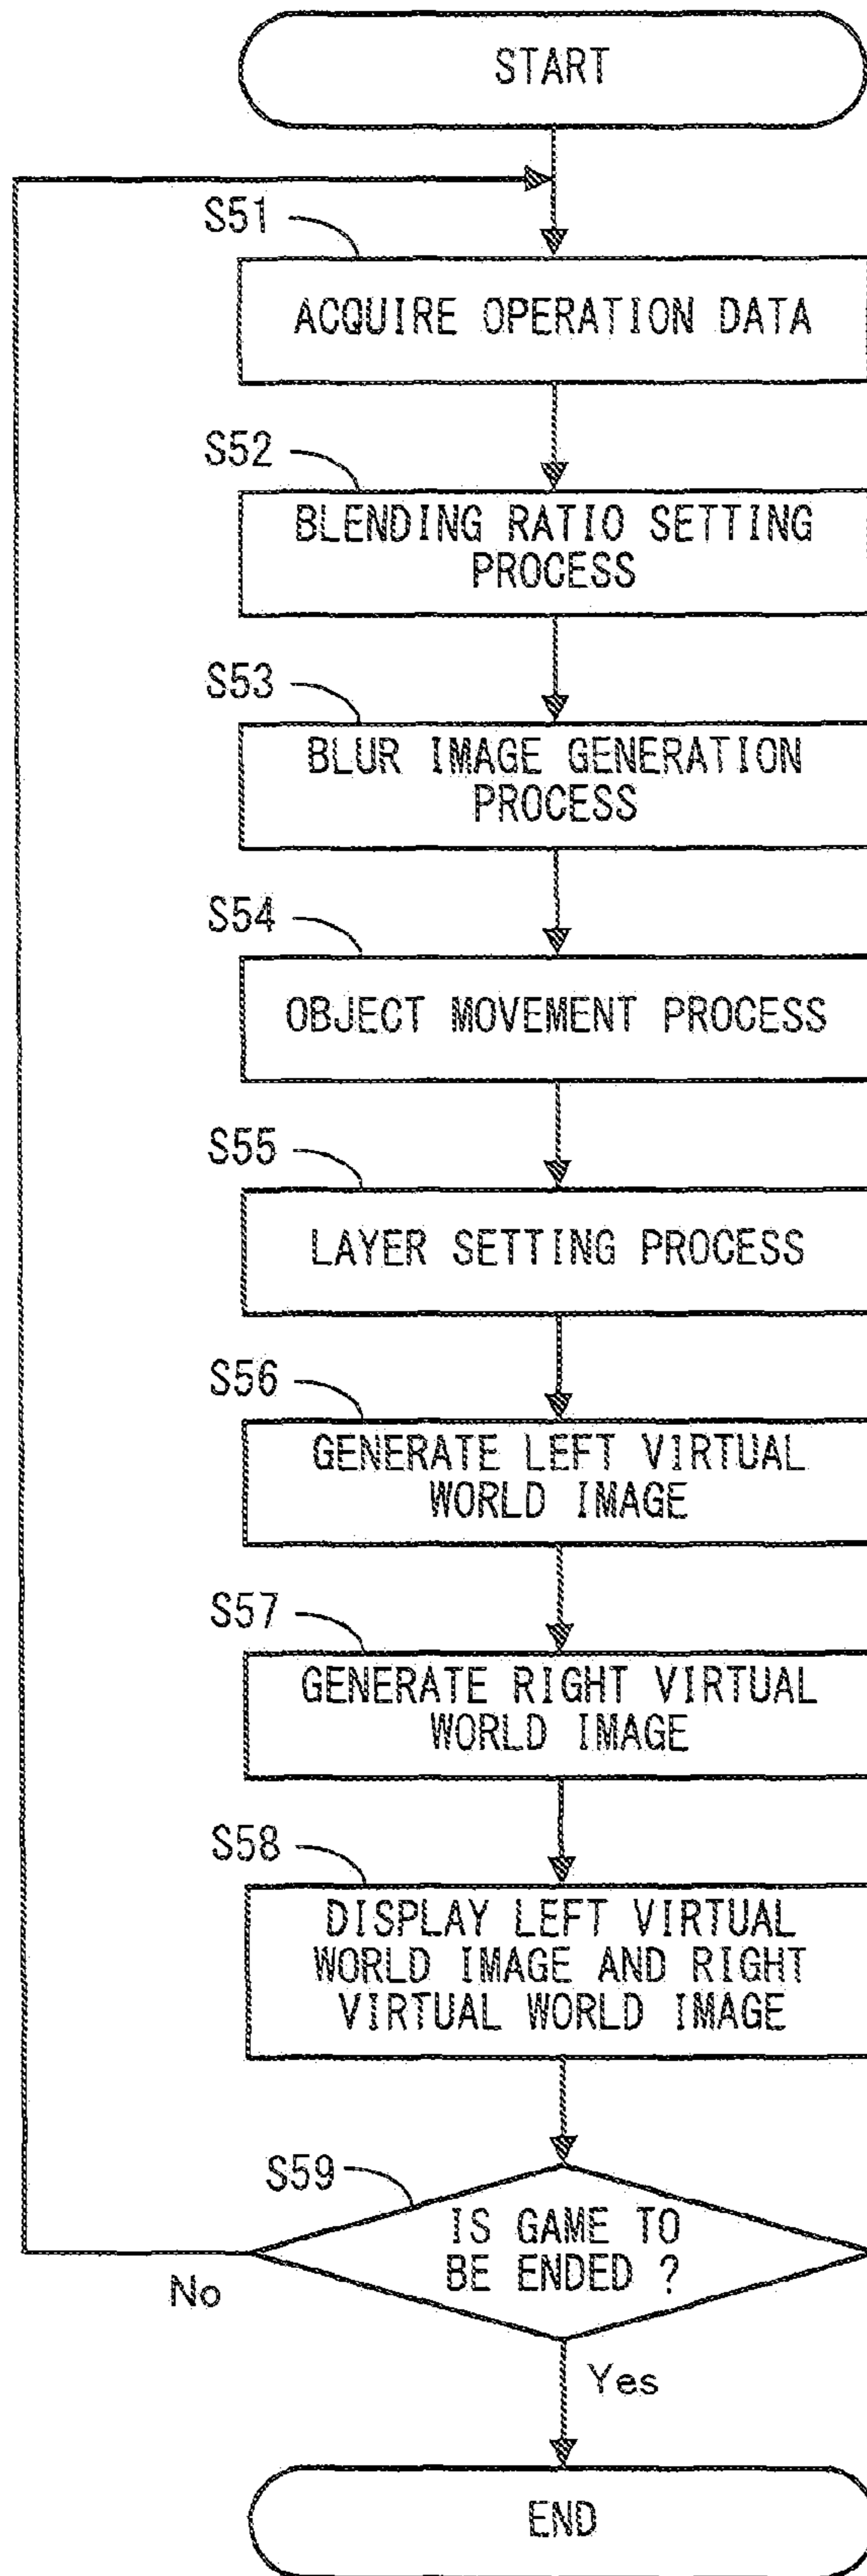 START
S51
ACQUIRE OPERATION DATA
S52
BLENDING RATIO SETTING
PROCESS
S53
BLUR IMAGE GENERATION
PROCESS
S54
OBJECT MOVEMENT PROCESS
S55
LAYER SETTING PROCESS
S56
GENERATE LEFT VIRTUAL
WORLD IMAGE
S57
GENERATE RIGHT VIRTUAL
WORLD IMAGE
S58
DISPLAY LEFT VIRTUAL
WORLD IMAGE AND RIGHT
VIRTUAL WORLD IMAGE
S59
IS GAME TO
BE ENDED ?
No
Yes
END